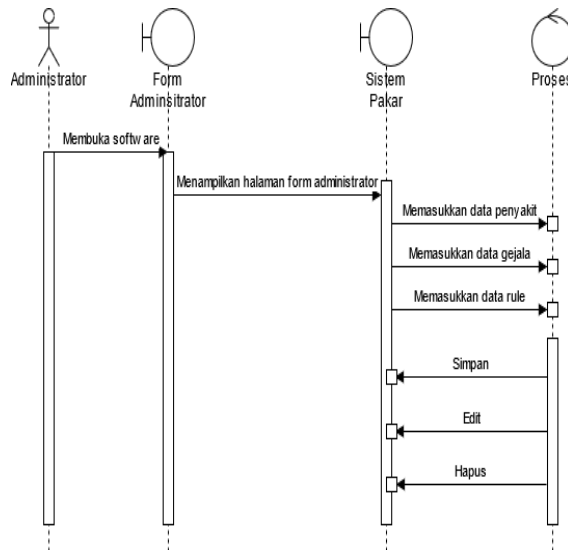 Administrator
Form
Adminsitrator
Sistem
Pakar
Proses
Membuka software
Menampilkan halaman form administrator
Memasukkan data penyakit
Memasukkan data gejala
Memasukkan data rule
Simpan
Edit
Hapus